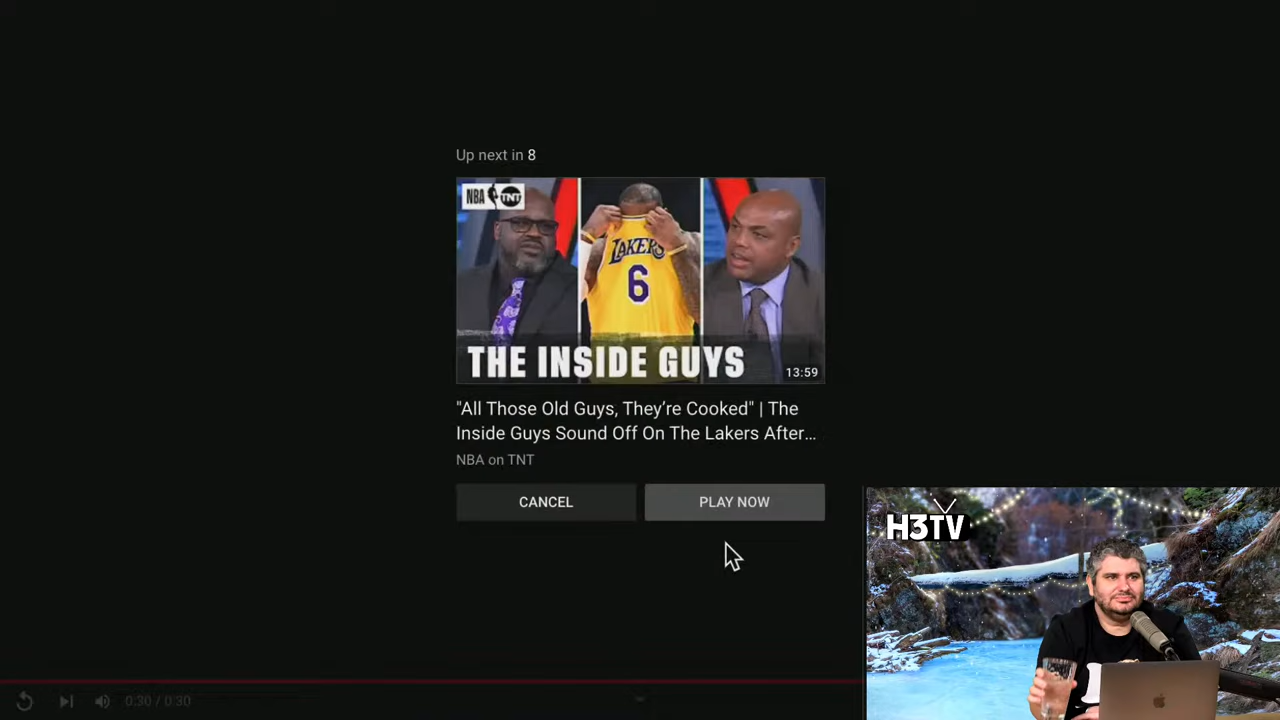 Up next in 8
NBA TNT
LAKERS
6
THE INSIDE GUYS
13:59
"All Those Old Guys, They’re Cooked" | The
Inside Guys Sound Off On The Lakers After...
NBA on TNT
CANCEL PLAY NOW
H3TV
0:30 / 0:30